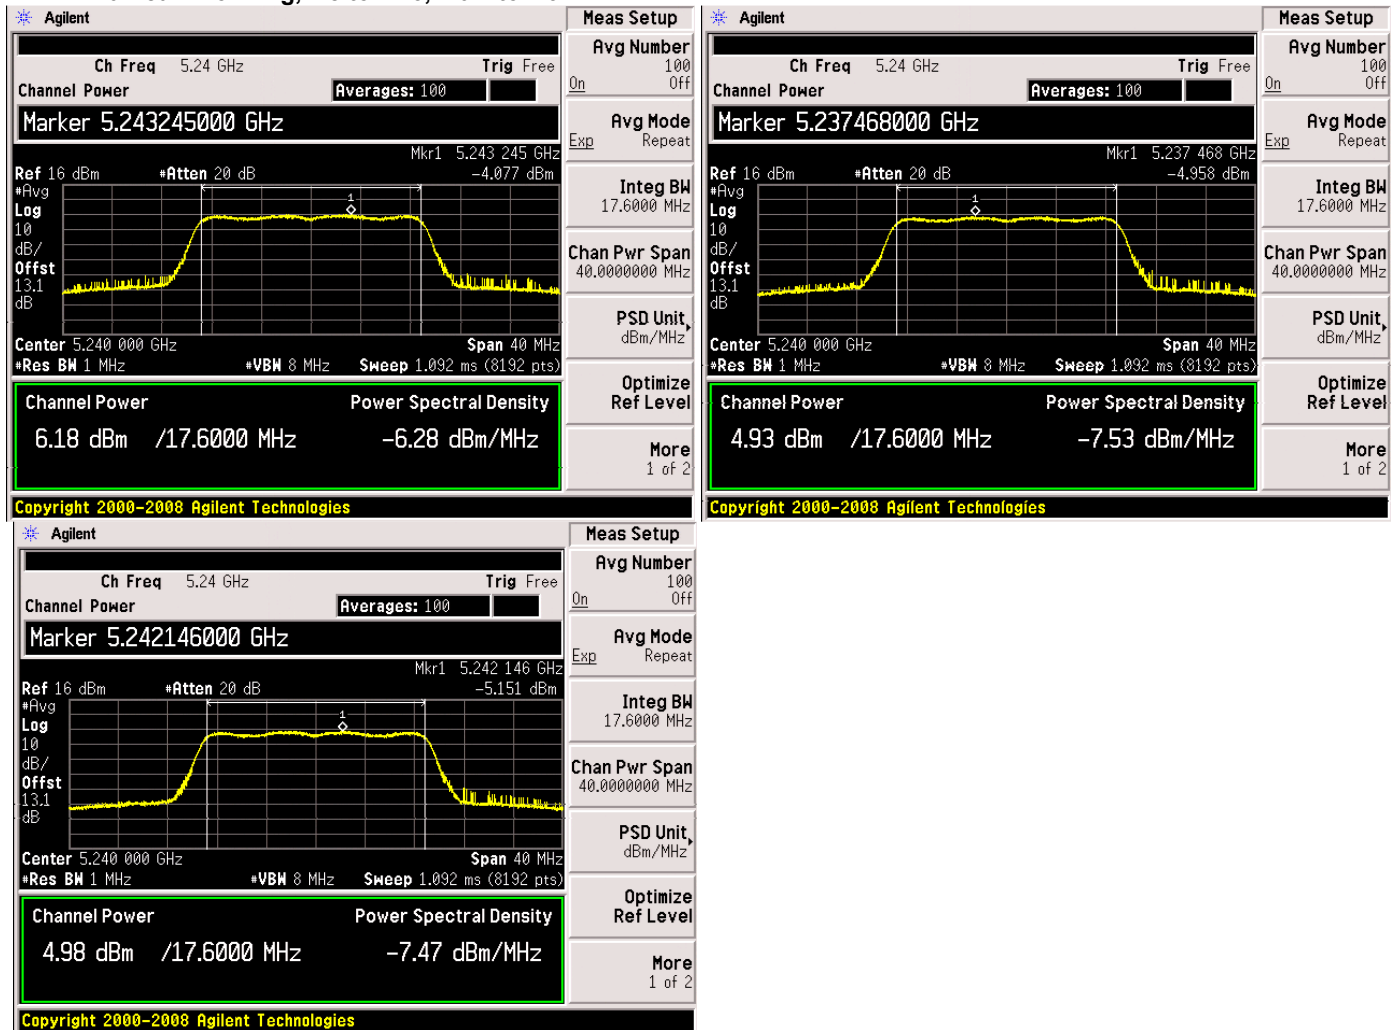 Agilent
Meas Setup
Ch Freq 5.24 GHz
Trig Free
Channel Power
Averages: 100
Marker 5.243245000 GHz
Mkr1 5.243 245 GHz
Ref 16 dBm #Atten 20 dB -4.077 dBm
#Avg
Log
10
dB/
Offst
13.1
dB
1
Center 5.240 000 GHz Span 40 MHz
#Res BW 1 MHz #VBW 8 MHz Sweep 1.092 ms (8192 pts)
Channel Power Power Spectral Density
6.18 dBm /17.6000 MHz -6.28 dBm/MHz
Copyright 2000-2008 Agilent Technologies
Avg Number
100
On Off
Avg Mode
Exp Repeat
Integ BW
17.6000 MHz
Chan Pwr Span
40.0000000 MHz
PSD Unit
dBm/MHz
Optimize
Ref Level
More
1 of 2
Agilent
Meas Setup
Ch Freq 5.24 GHz
Trig Free
Channel Power
Averages: 100
Marker 5.237468000 GHz
Mkr1 5.237 468 GHz
Ref 16 dBm #Atten 20 dB -4.958 dBm
#Avg
Log
10
dB/
Offst
13.1
dB
1
Center 5.240 000 GHz Span 40 MHz
#Res BW 1 MHz #VBW 8 MHz Sweep 1.092 ms (8192 pts)
Channel Power Power Spectral Density
4.93 dBm /17.6000 MHz -7.53 dBm/MHz
Copyright 2000-2008 Agilent Technologies
Avg Number
100
On Off
Avg Mode
Exp Repeat
Integ BW
17.6000 MHz
Chan Pwr Span
40.0000000 MHz
PSD Unit
dBm/MHz
Optimize
Ref Level
More
1 of 2
Agilent
Meas Setup
Ch Freq 5.24 GHz
Trig Free
Channel Power
Averages: 100
Marker 5.242146000 GHz
Mkr1 5.242 146 GHz
Ref 16 dBm #Atten 20 dB -5.151 dBm
#Avg
Log
10
dB/
Offst
13.1
dB
1
Center 5.240 000 GHz Span 40 MHz
#Res BW 1 MHz #VBW 8 MHz Sweep 1.092 ms (8192 pts)
Channel Power Power Spectral Density
4.98 dBm /17.6000 MHz -7.47 dBm/MHz
Copyright 2000-2008 Agilent Technologies
Avg Number
100
On Off
Avg Mode
Exp Repeat
Integ BW
17.6000 MHz
Chan Pwr Span
40.0000000 MHz
PSD Unit
dBm/MHz
Optimize
Ref Level
More
1 of 2